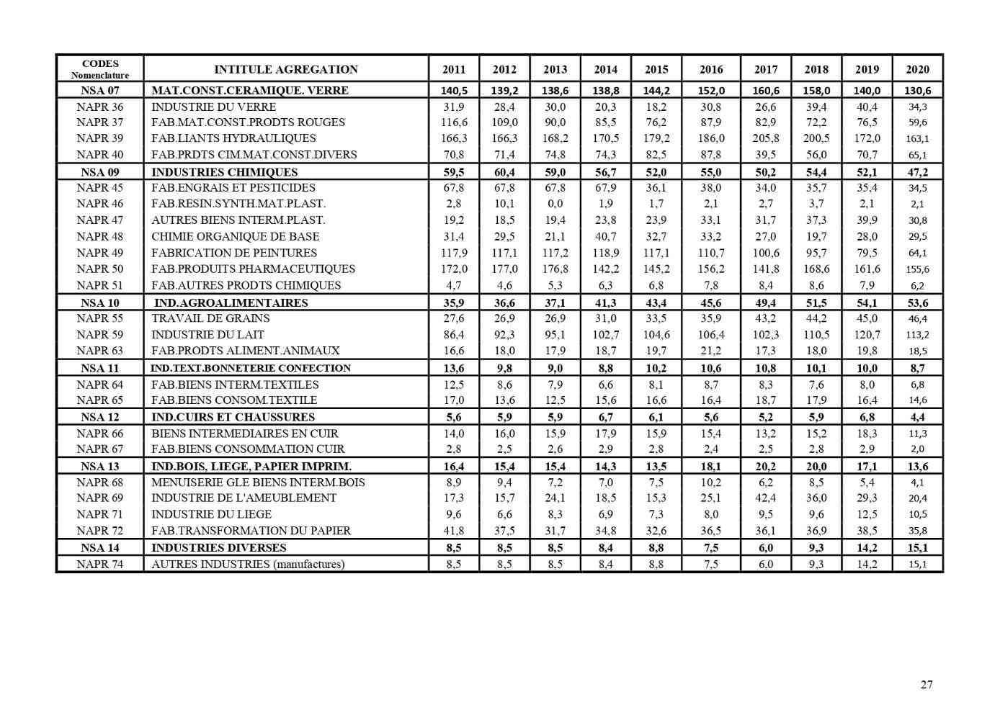 CODES Nomenclature INTITULE AGREGATION 2011 2012 2013 2014 2015 2016 2017 2018 2019 2020
NSA 07 MAT.CONST.CERAMIQUE. VERRE 140,5 139,2 138,6 138,8 144,2 152,0 160,6 158,0 140,0 130,6
NAPR 36 INDUSTRIE DU VERRE 31,9 28,4 30,0 20,3 18,2 30,8 26,6 39,4 40,4 34,3
NAPR 37 FAB.MAT.CONST.PRODTS ROUGES 116,6 109,0 90,0 85,5 76,2 87,9 82,9 72,2 76,5 59,6
NAPR 39 FAB.LIANTS HYDRAULIQUES 166,3 166,3 168,2 170,5 179,2 186,0 205,8 200,5 172,0 163,1
NAPR 40 FAB.PRDTS CIM.MAT.CONST.DIVERS 70,8 71,4 74,8 74,3 82,5 87,8 39,5 56,0 70,7 65,1
NSA 09 INDUSTRIES CHIMIQUES 59,5 60,4 59,0 56,7 52,0 55,0 50,2 54,4 52,1 47,2
NAPR 45 FAB.ENGRAIS ET PESTICIDES 67,8 67,8 67,8 67,9 36,1 38,0 34,0 35,7 35,4 34,5
NAPR 46 FAB.RESIN.SYNTH.MAT.PLAST. 2,8 10,1 0,0 1,9 1,7 2,1 2,7 3,7 2,1 2,1
NAPR 47 AUTRES BIENS INTERM.PLAST. 19,2 18,5 19,4 23,8 23,9 33,1 31,7 37,3 39,9 30,8
NAPR 48 CHIMIE ORGANIQUE DE BASE 31,4 29,5 21,1 40,7 32,7 33,2 27,0 19,7 28,0 29,5
NAPR 49 FABRICATION DE PEINTURES 117,9 117,1 117,2 118,9 117,1 110,7 100,6 95,7 79,5 64,1
NAPR 50 FAB.PRODUITS PHARMACEUTIQUES 172,0 177,0 176,8 142,2 145,2 156,2 141,8 168,6 161,6 155,6
NAPR 51 FAB.AUTRES PRODTS CHIMIQUES 4,7 4,6 5,3 6,3 6,8 7,8 8,4 8,6 7,9 6,2
NSA 10 IND.AGROALIMENTAIRES 35,9 36,6 37,1 41,3 43,4 45,6 49,4 51,5 54,1 53,6
NAPR 55 TRAVAIL DE GRAINS 27,6 26,9 26,9 31,0 33,5 35,9 43,2 44,2 45,0 46,4
NAPR 59 INDUSTRIE DU LAIT 86,4 92,3 95,1 102,7 104,6 106,4 102,3 110,5 120,7 113,2
NAPR 63 FAB.PRODTS ALIMENT.ANIMAUX 16,6 18,0 17,9 18,7 19,7 21,2 17,3 18,0 19,8 18,5
NSA 11 IND.TEXT.BONNETERIE CONFECTION 13,6 9,8 9,0 8,8 10,2 10,6 10,8 10,1 10,0 8,7
NAPR 64 FAB.BIENS INTERM.TEXTILES 12,5 8,6 7,9 6,6 8,1 8,7 8,3 7,6 8,0 6,8
NAPR 65 FAB.BIENS CONSOM.TEXTILE 17,0 13,6 12,5 15,6 16,6 16,4 18,7 17,9 16,4 14,6
NSA 12 IND.CUIRS ET CHAUSSURES 5,6 5,9 5,9 6,7 6,1 5,6 5,2 5,9 6,8 4,4
NAPR 66 BIENS INTERMEDIAIRES EN CUIR 14,0 16,0 15,9 17,9 15,9 15,4 13,2 15,2 18,3 11,3
NAPR 67 FAB.BIENS CONSOMMATION CUIR 2,8 2,5 2,6 2,9 2,8 2,4 2,5 2,8 2,9 2,0
NSA 13 IND.BOIS, LIEGE, PAPIER IMPRIM. 16,4 15,4 15,4 14,3 13,5 18,1 20,2 20,0 17,1 13,6
NAPR 68 MENUISERIE GLE BIENS INTERM.BOIS 8,9 9,4 7,2 7,0 7,5 10,2 6,2 8,5 5,4 4,1
NAPR 69 INDUSTRIE DE L'AMEUBLEMENT 17,3 15,7 24,1 18,5 15,3 25,1 42,4 36,0 29,3 20,4
NAPR 71 INDUSTRIE DU LIEGE 9,6 6,6 8,3 6,9 7,3 8,0 9,5 9,6 12,5 10,5
NAPR 72 FAB.TRANSFORMATION DU PAPIER 41,8 37,5 31,7 34,8 32,6 36,5 36,1 36,9 38,5 35,8
NSA 14 INDUSTRIES DIVERSES 8,5 8,5 8,5 8,4 8,8 7,5 6,0 9,3 14,2 15,1
NAPR 74 AUTRES INDUSTRIES (manufactures) 8,5 8,5 8,5 8,4 8,8 7,5 6,0 9,3 14,2 15,1
27